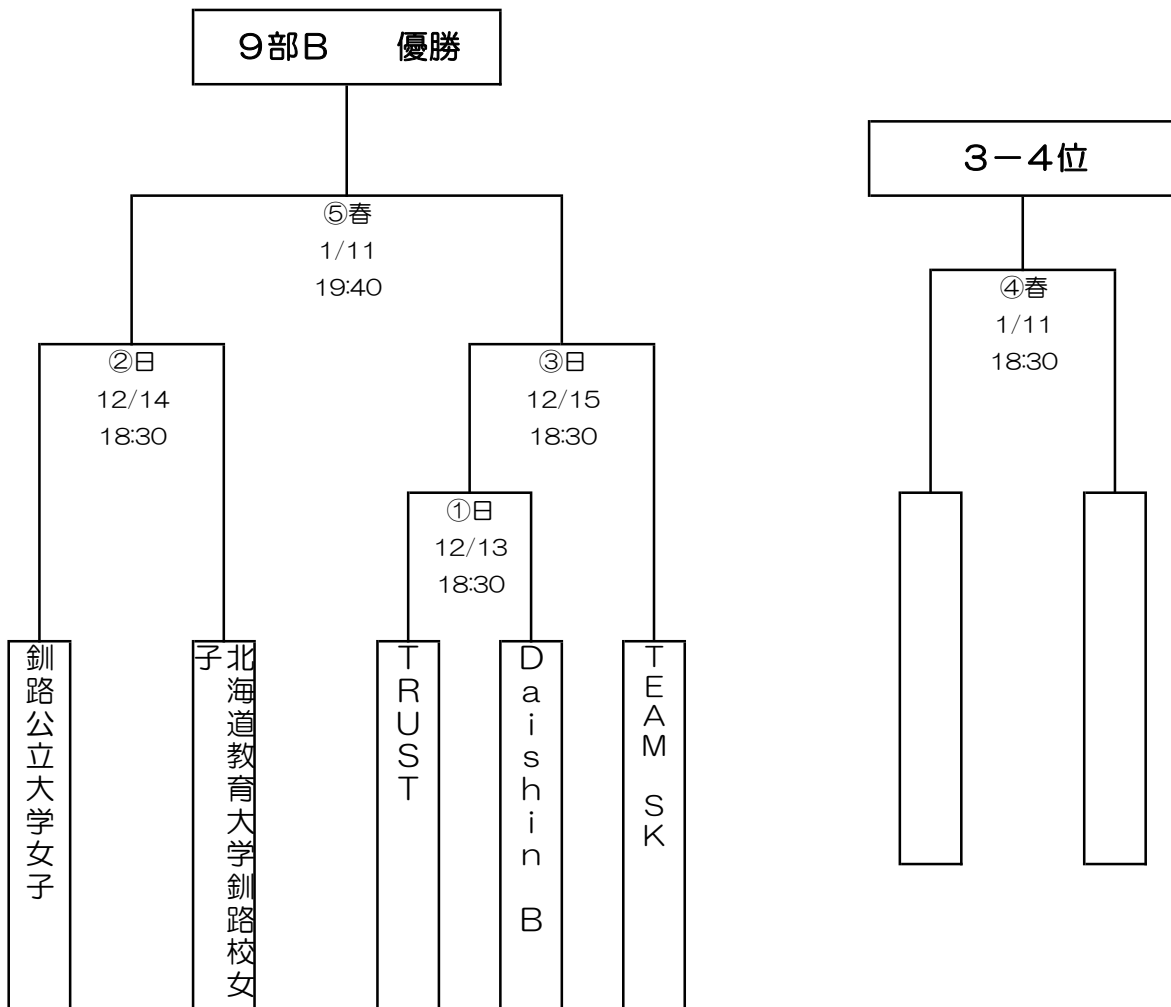 9部B　優勝
3－4位
⑤春
1/11
19:40
④春
1/11
18:30
②日
12/14
18:30
③日
12/15
18:30
①日
12/13
18:30
釧路公立大学女子
北海道教育大学釧路校女
子
TRUST
Daishin B
TEAM SK